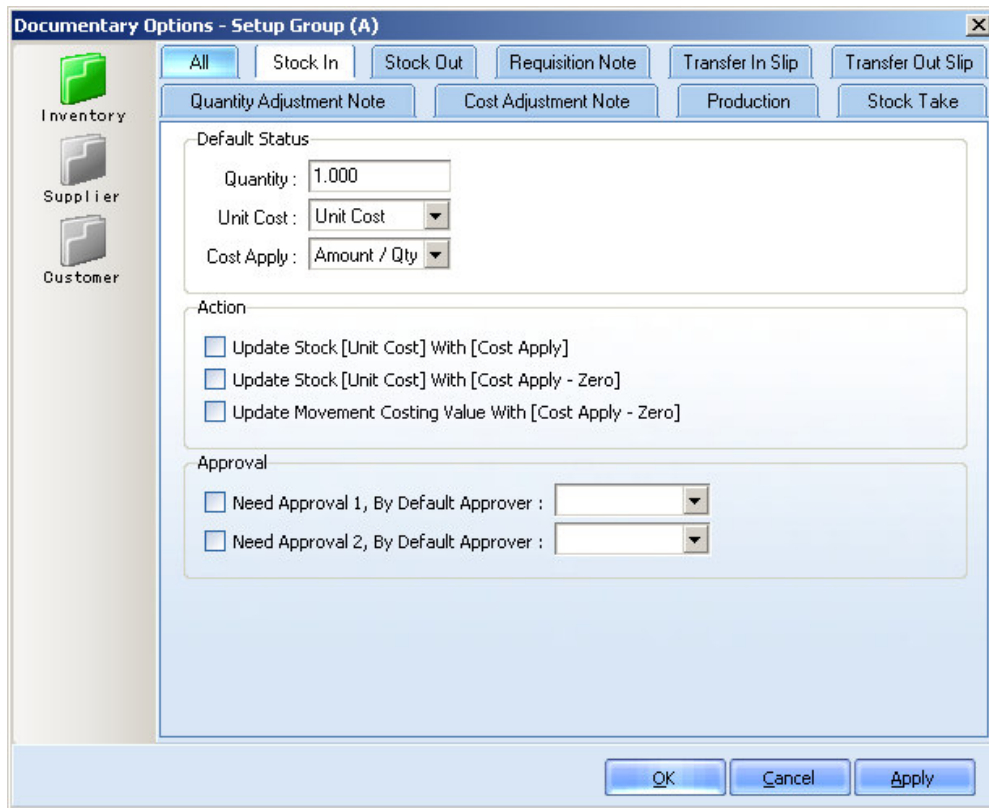 Documentary Options - Setup Group (A)
All Stock In Stock Out Requisition Note Transfer In Slip Transfer Out Slip
Quantity Adjustment Note Cost Adjustment Note Production Stock Take
Inventory
Supplier
Customer
Default Status
Quantity : 1.000
Unit Cost : Unit Cost
Cost Apply : Amount / Qty
Action
Update Stock [Unit Cost] With [Cost Apply]
Update Stock [Unit Cost] With [Cost Apply - Zero]
Update Movement Costing Value With [Cost Apply - Zero]
Approval
Need Approval 1, By Default Approver :
Need Approval 2, By Default Approver :
OK Cancel Apply